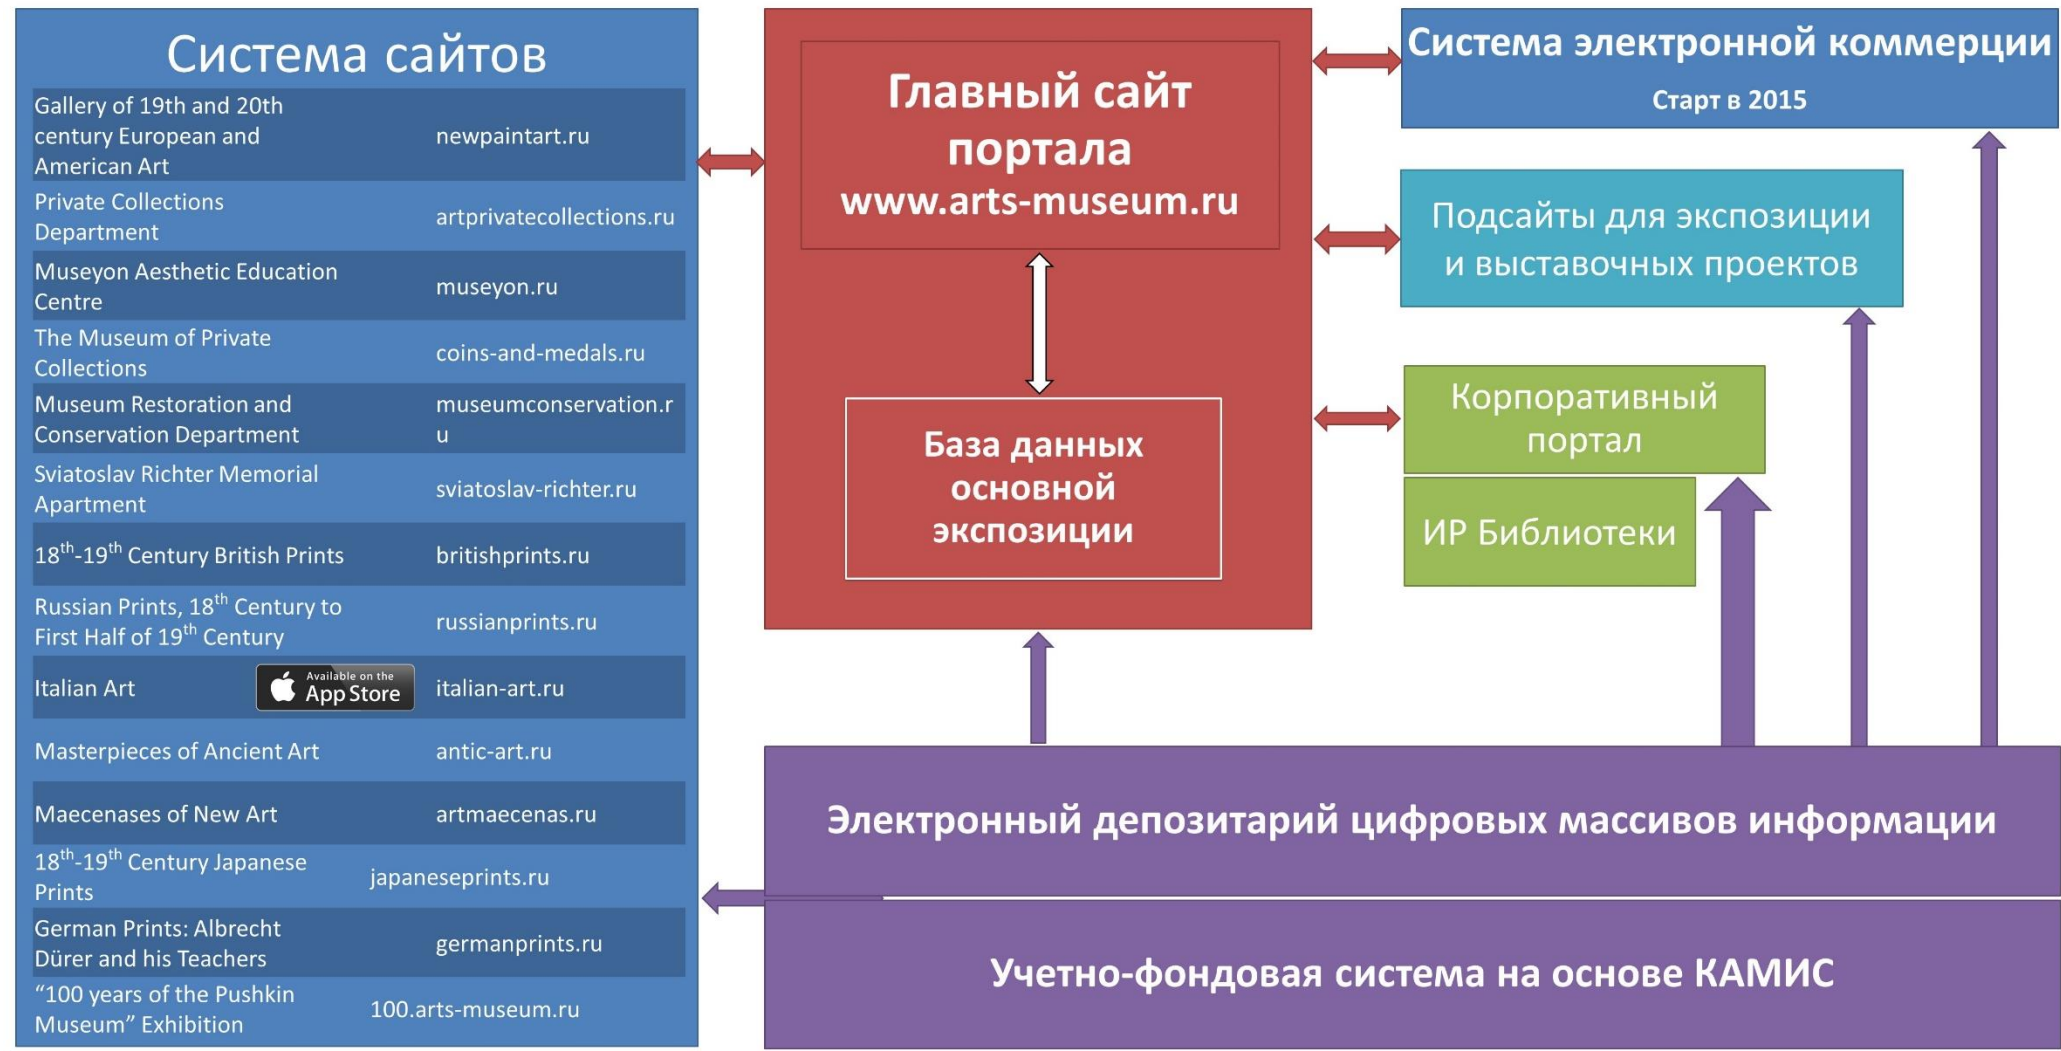 Система сайтов
Gallery of 19th and 20th
century European and
American Art
newpaintart.ru
Private Collections
Department
artprivatecollections.ru
Museyon Aesthetic Education
Centre
museyon.ru
The Museum of Private
Collections
coins-and-medals.ru
Museum Restoration and
Conservation Department
museumconservation.r
u
Sviatoslav Richter Memorial
Apartment
sviatoslav-richter.ru
18th-19th Century British Prints
britishprints.ru
Russian Prints, 18th Century to
First Half of 19th Century
russianprints.ru
Italian Art
Available on the
App Store
italian-art.ru
Masterpieces of Ancient Art
antic-art.ru
Maecenases of New Art
artmaecenas.ru
18th-19th Century Japanese
Prints
japaneseprints.ru
German Prints: Albrecht
Dürer and his Teachers
germanprints.ru
“100 years of the Pushkin
Museum” Exhibition
100.arts-museum.ru
Главный сайт
портала
www.arts-museum.ru
База данных
основной
экспозиции
Система электронной коммерции
Старт в 2015
Подсайты для экспозиции
и выставочных проектов
Корпоративный
портал
ИР Библиотеки
Электронный депозитарий цифровых массивов информации
Учетно-фондовая система на основе КАМИС